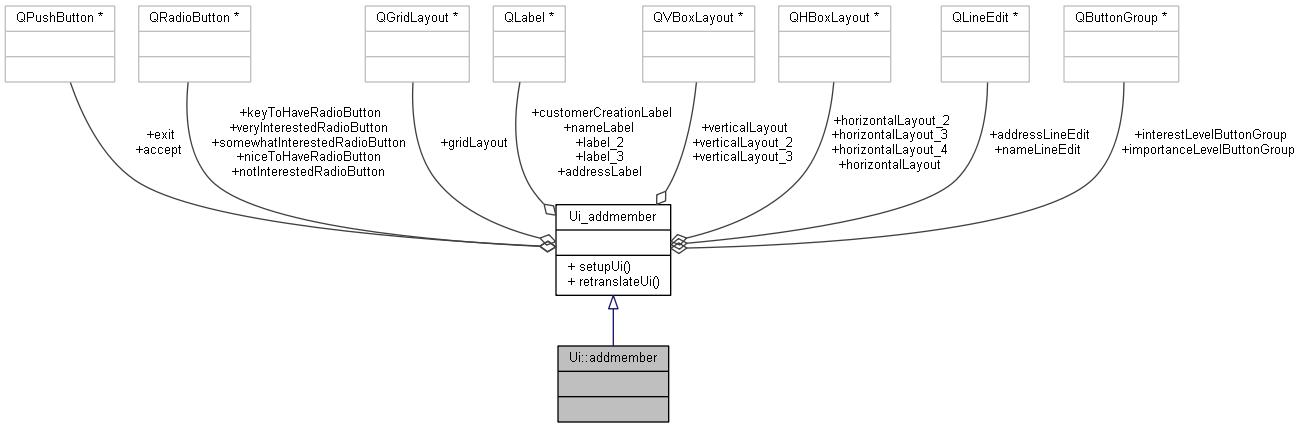 QPushButton *
QRadioButton *
QGridLayout *
QLabel *
QVBoxLayout *
QHBoxLayout *
QLineEdit *
QButtonGroup *
+exit
+accept
+keyToHaveRadioButton
+veryInterestedRadioButton
+somewhatInterestedRadioButton
+niceToHaveRadioButton
+notInterestedRadioButton
+gridLayout
+customerCreationLabel
+nameLabel
+label_2
+label_3
+addressLabel
+verticalLayout
+verticalLayout_2
+verticalLayout_3
+horizontalLayout_2
+horizontalLayout_3
+horizontalLayout_4
+horizontalLayout
+addressLineEdit
+nameLineEdit
+interestLevelButtonGroup
+importanceLevelButtonGroup
Ui_addmember
+ setupUi()
+ retranslateUi()
Ui::addmember